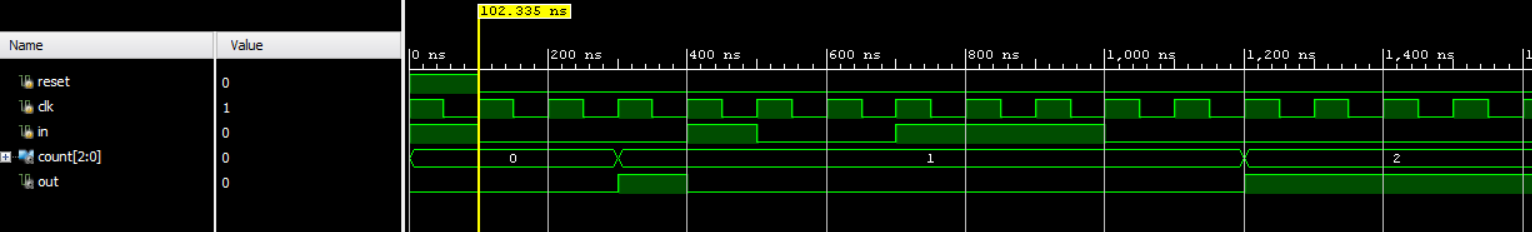 102.335 ns
Name Value
0 ns 200 ns 400 ns 600 ns 800 ns 1,000 ns 1,200 ns 1,400 ns 1
reset 0
clk 1
in 0
count[2:0] 0 0 1 2
out 0